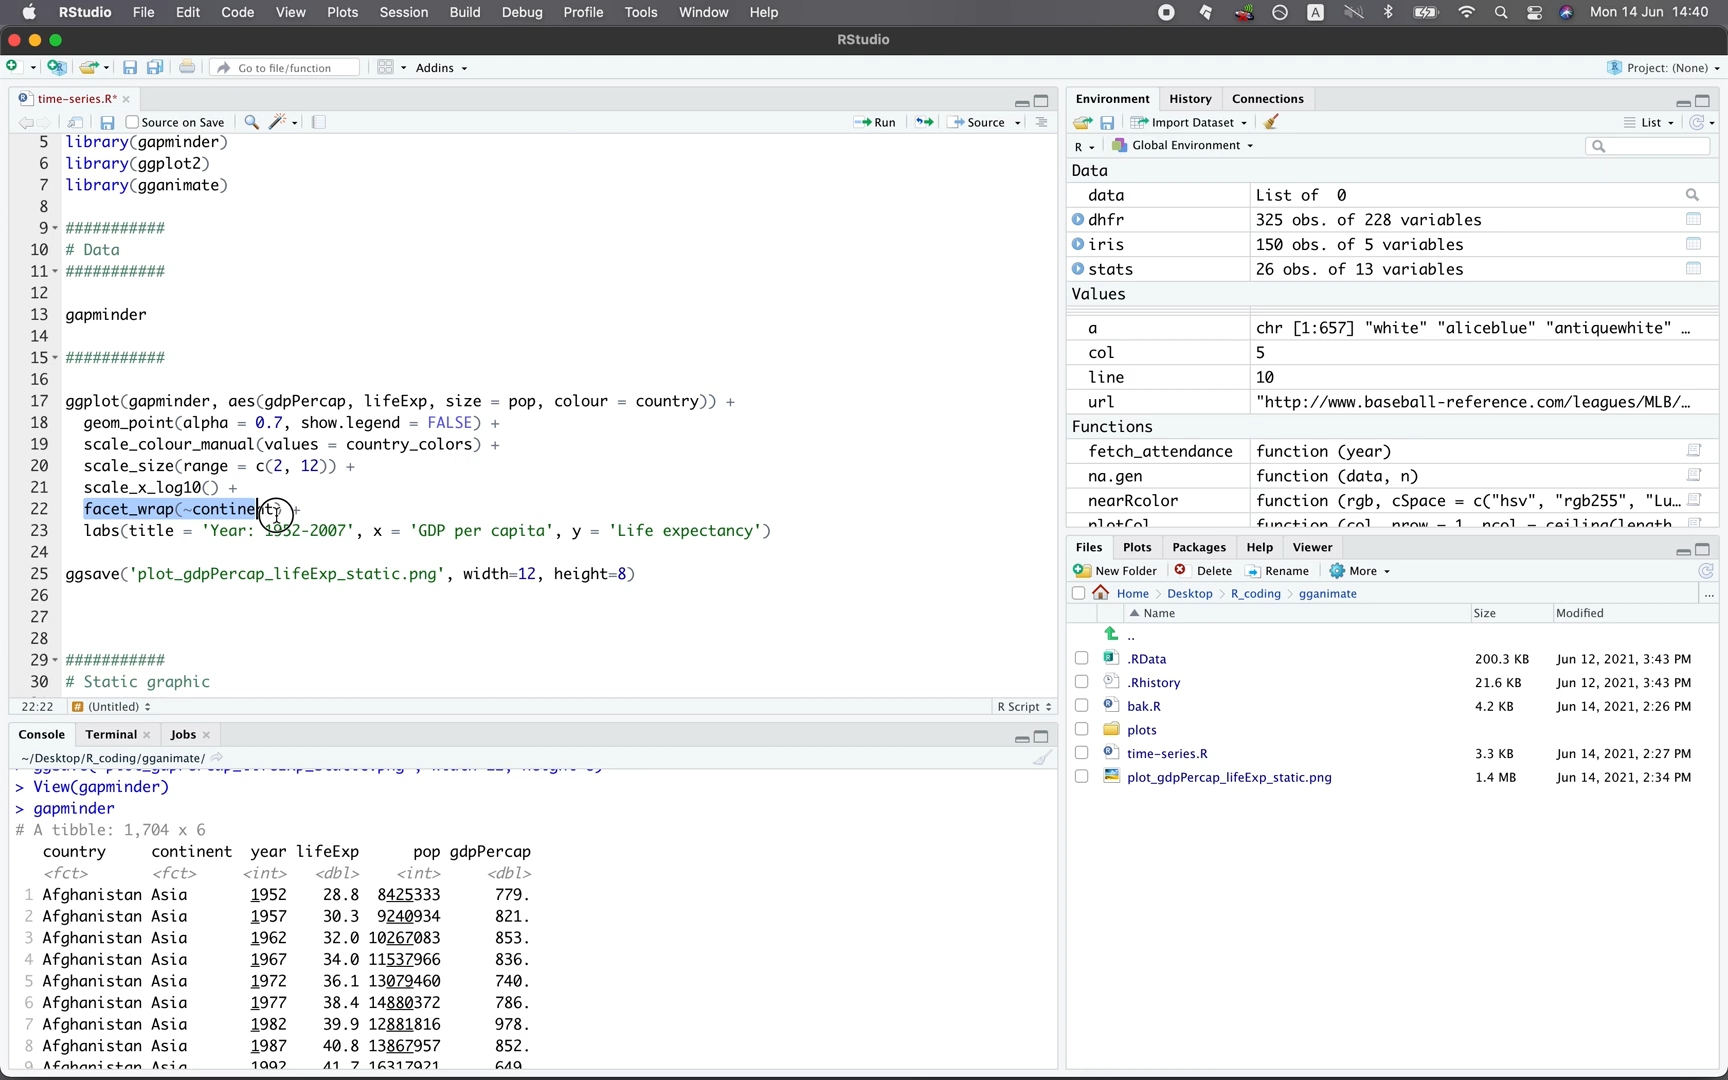 RStudio File Edit Code View Plots Session Build Debug Profile Tools Window Help A Mon 14 Jun 14:40
RStudio
Go to file/function Addins Project: (None)
time-series.R*
Source on Save Run Source
5 library(gapminder)
6 library(ggplot2)
7 library(gganimate)
8
9 ###########
10 # Data
11 ###########
12
13 gapminder
14
15 ###########
16
17 ggplot(gapminder, aes(gdpPercap, lifeExp, size = pop, colour = country)) +
18 geom_point(alpha = 0.7, show.legend = FALSE) +
19 scale_colour_manual(values = country_colors) +
20 scale_size(range = c(2, 12)) +
21 scale_x_log10() +
22 facet_wrap(~continent) +
23 labs(title = 'Year: 1952-2007', x = 'GDP per capita', y = 'Life expectancy')
24
25 ggsave('plot_gdpPercap_lifeExp_static.png', width=12, height=8)
26
27
28
29 ###########
30 # Static graphic
22:22 # (Untitled) R Script
Console Terminal Jobs
~/Desktop/R_coding/gganimate/
> View(gapminder)
> gapminder
# A tibble: 1,704 x 6
country continent year lifeExp pop gdpPercap
<fct> <fct> <int> <dbl> <int> <dbl>
1 Afghanistan Asia 1952 28.8 8425333 779.
2 Afghanistan Asia 1957 30.3 9240934 821.
3 Afghanistan Asia 1962 32.0 10267083 853.
4 Afghanistan Asia 1967 34.0 11537966 836.
5 Afghanistan Asia 1972 36.1 13079460 740.
6 Afghanistan Asia 1977 38.4 14880372 786.
7 Afghanistan Asia 1982 39.9 12881816 978.
8 Afghanistan Asia 1987 40.8 13867957 852.
9 Afghanistan Asia 1992 41.7 16317921 649.
Environment History Connections
Import Dataset List
R Global Environment
Data
data List of 0
dhfr 325 obs. of 228 variables
iris 150 obs. of 5 variables
stats 26 obs. of 13 variables
Values
a chr [1:657] "white" "aliceblue" "antiquewhite" …
col 5
line 10
url "http://www.baseball-reference.com/leagues/MLB/…
Functions
fetch_attendance function (year)
na.gen function (data, n)
nearRcolor function (rgb, cSpace = c("hsv", "rgb255", "Lu…
plotCol function (col, nrow = 1, ncol = ceiling(length
Files Plots Packages Help Viewer
New Folder Delete Rename More
Home Desktop R_coding gganimate ...
Name Size Modified
..
.RData 200.3 KB Jun 12, 2021, 3:43 PM
.Rhistory 21.6 KB Jun 12, 2021, 3:43 PM
bak.R 4.2 KB Jun 14, 2021, 2:26 PM
plots
time-series.R 3.3 KB Jun 14, 2021, 2:27 PM
plot_gdpPercap_lifeExp_static.png 1.4 MB Jun 14, 2021, 2:34 PM